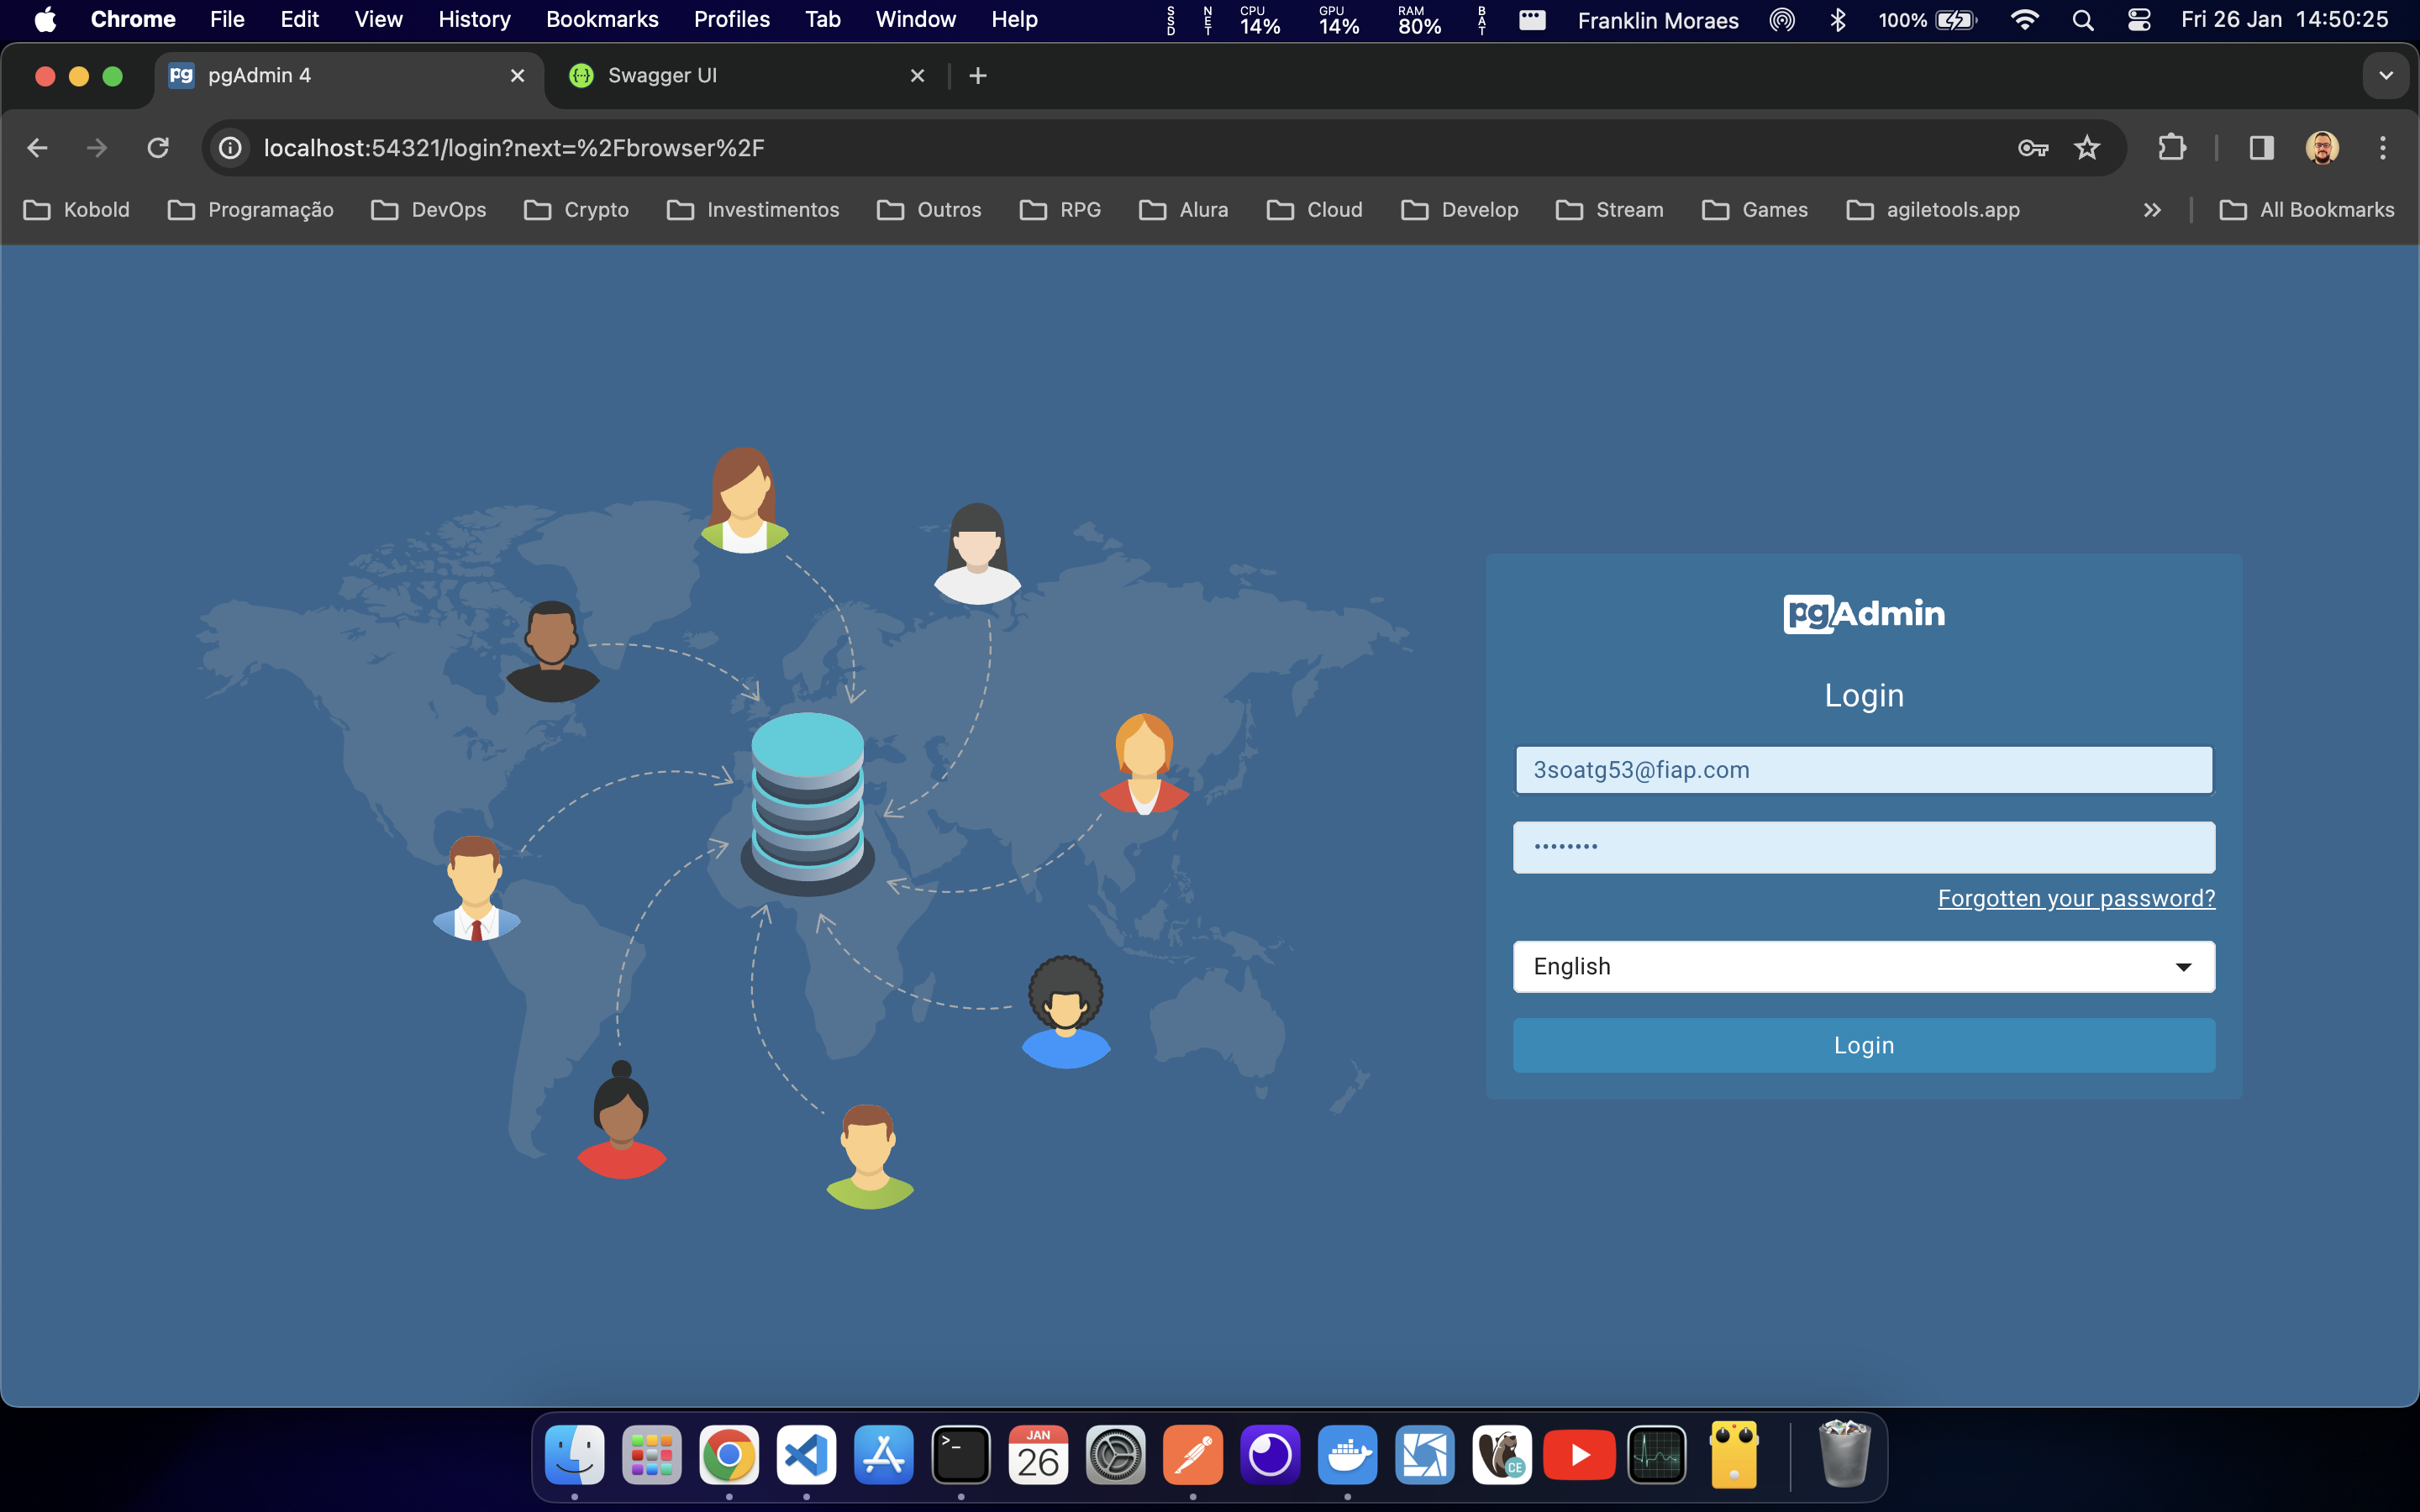 Chrome File Edit View History Bookmarks Profiles Tab Window Help SSD NET CPU 14% GPU 14% RAM 80% BAT Franklin Moraes 100% Fri 26 Jan 14:50:25
pgAdmin 4 Swagger UI
localhost:54321/login?next=%2Fbrowser%2F
Kobold Programação DevOps Crypto Investimentos Outros RPG Alura Cloud Develop Stream Games agiletools.app All Bookmarks
pgAdmin
Login
3soatg53@fiap.com
••••••••
Forgotten your password?
English
Login
JAN
26
CE